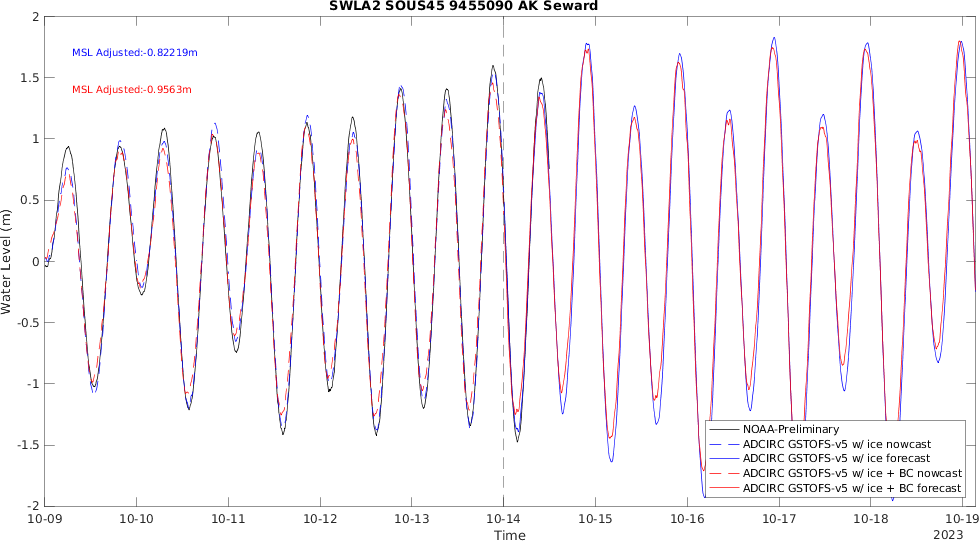 SWLA2 SOUS45 9455090 AK Seward
MSL Adjusted:-0.82219m
MSL Adjusted:-0.9563m
Water Level (m)
2
1.5
1
0.5
0
-0.5
-1
-1.5
-2
NOAA-Preliminary
ADCIRC GSTOFS-v5 w/ ice nowcast
ADCIRC GSTOFS-v5 w/ ice forecast
ADCIRC GSTOFS-v5 w/ ice + BC nowcast
ADCIRC GSTOFS-v5 w/ ice + BC forecast
10-09 10-10 10-11 10-12 10-13 10-14 10-15 10-16 10-17 10-18 10-19
Time
2023